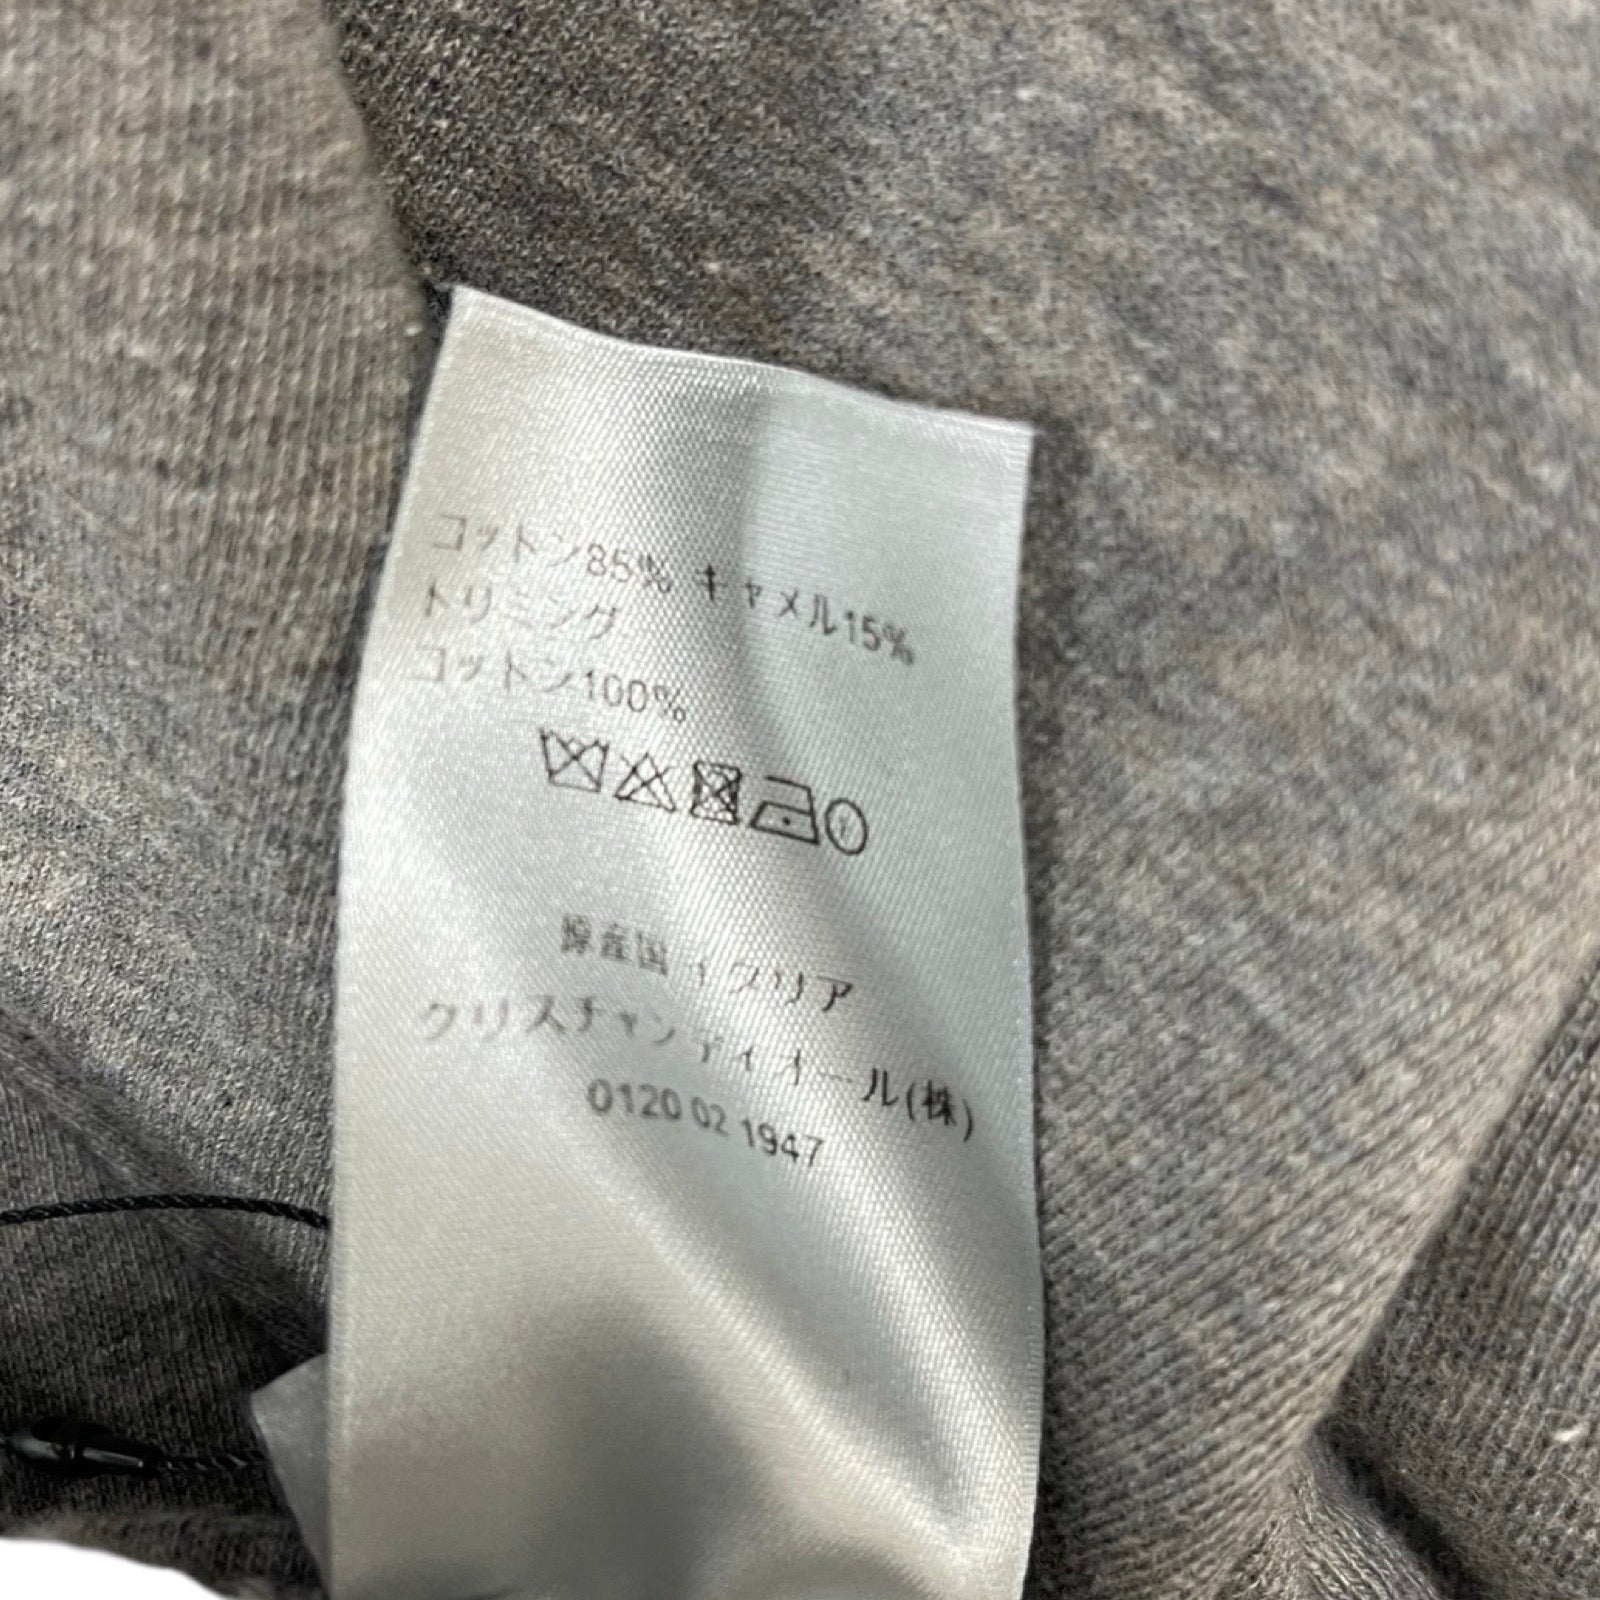 コットン85% キャメル15%
トリミング
コットン100%
原産国 イタリア
クリスチャンディオール(株)
0120 02 1947